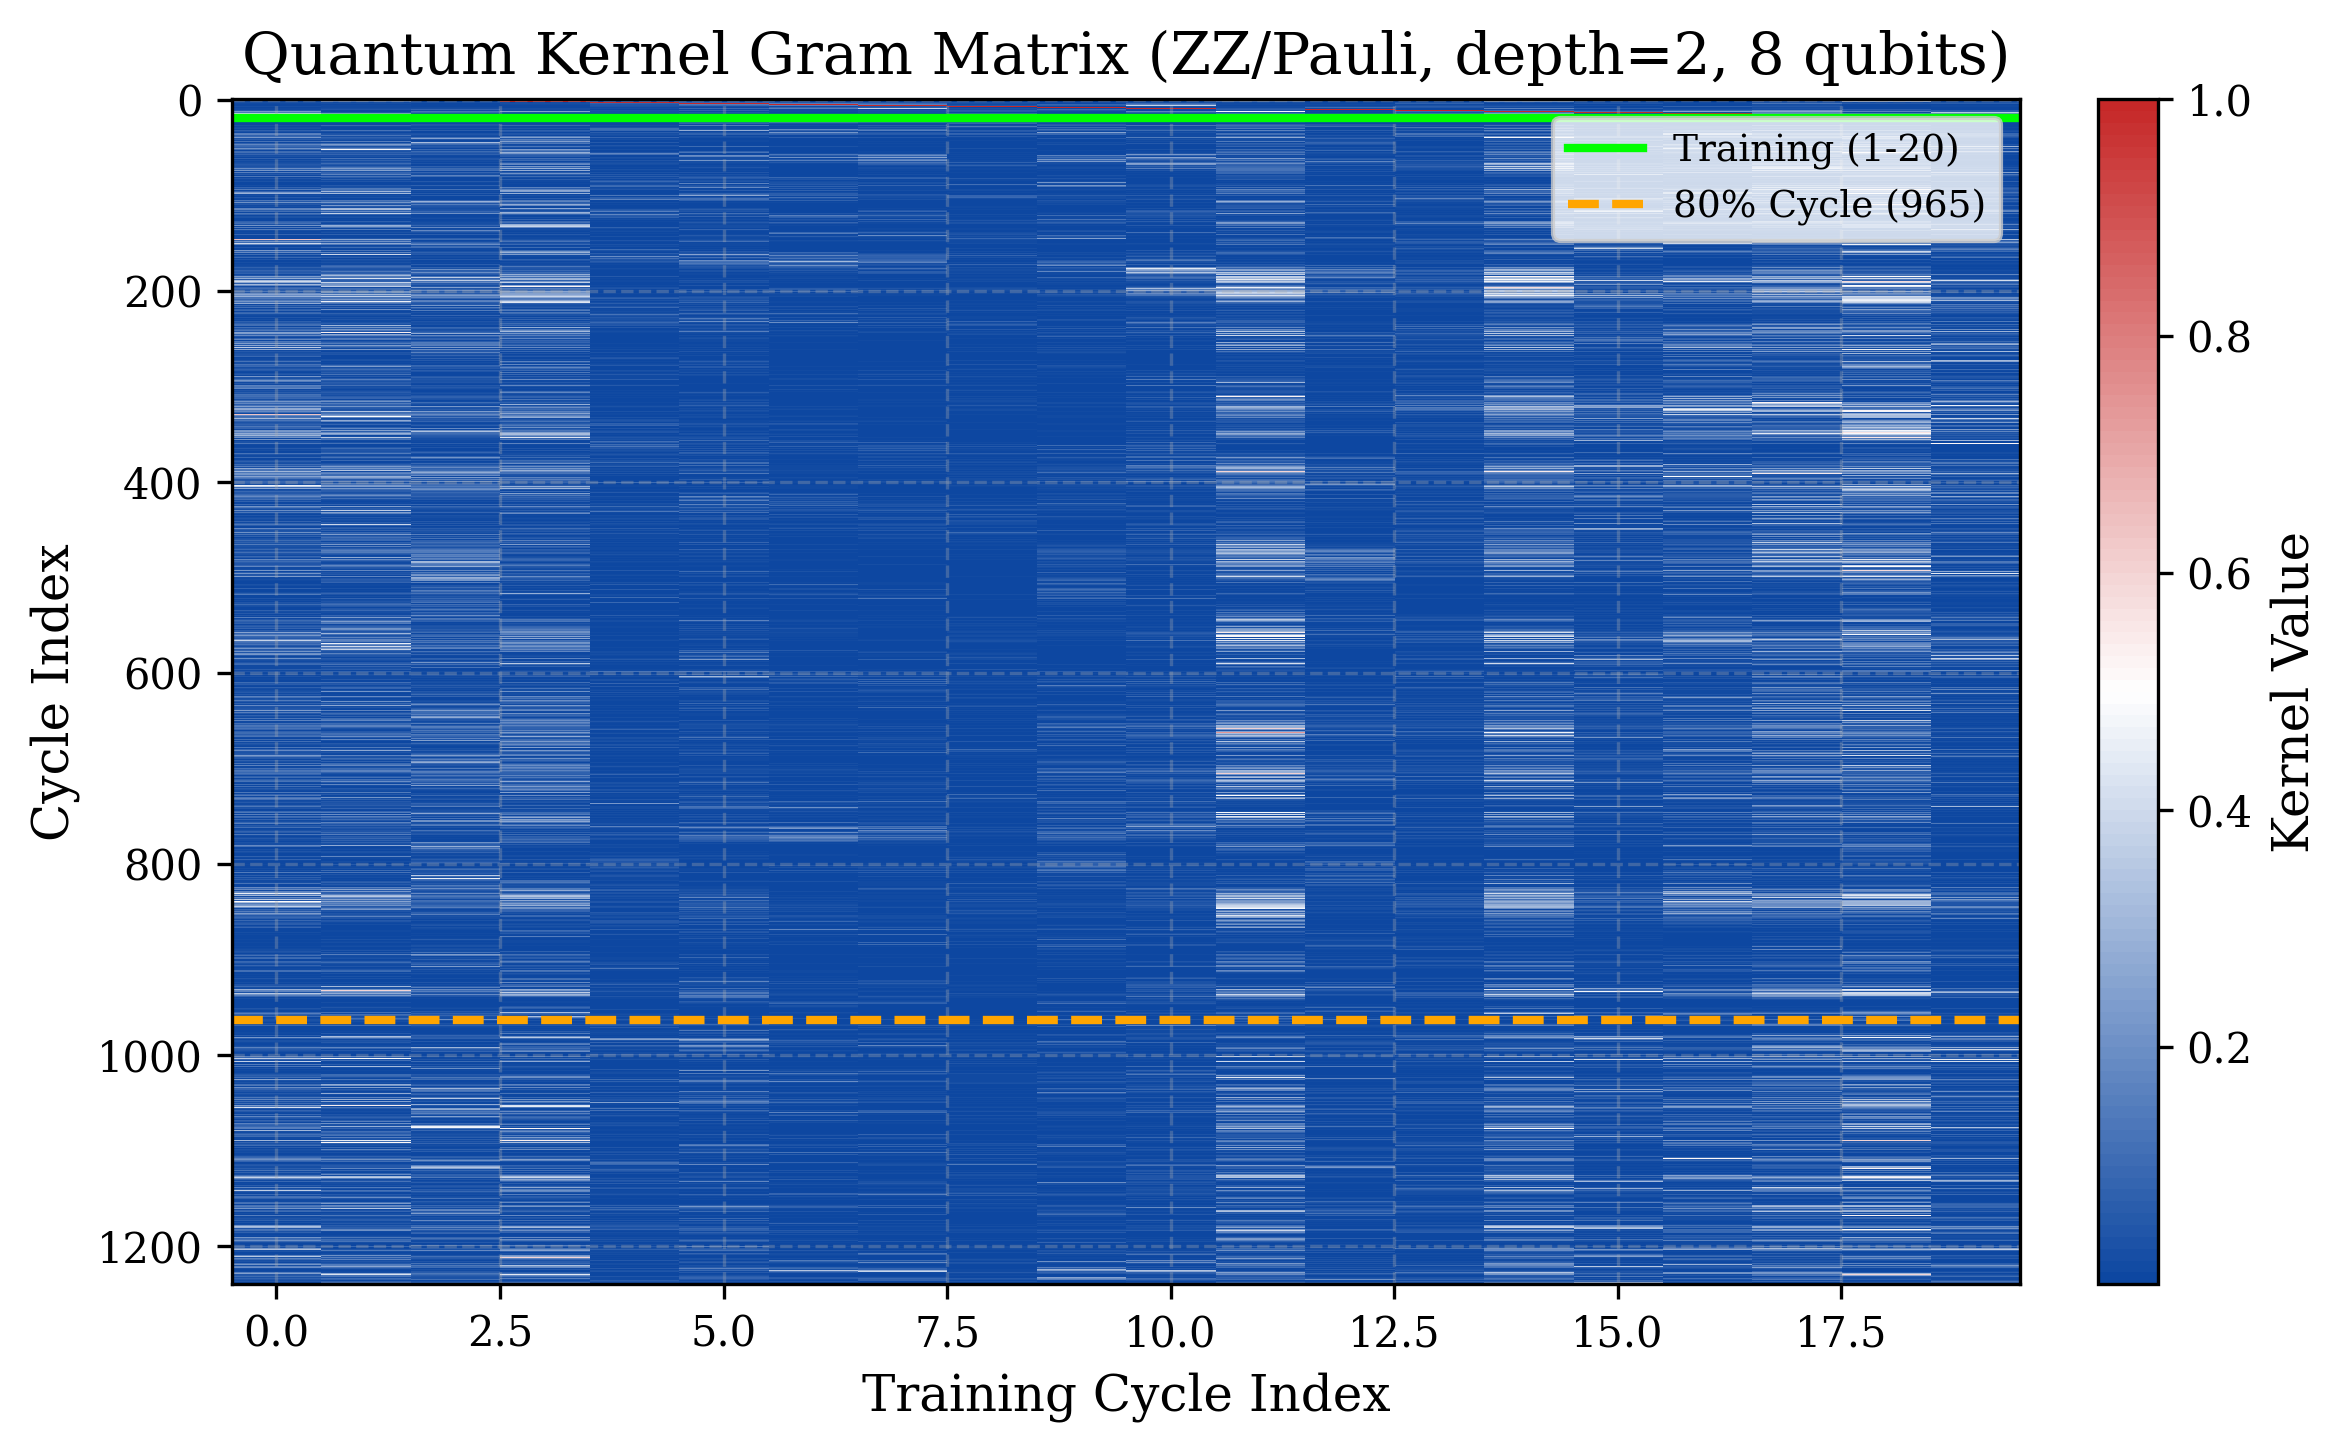 Quantum Kernel Gram Matrix (ZZ/Pauli, depth=2, 8 qubits)
Training (1-20)
80% Cycle (965)
0
200
400
600
800
1000
1200
Cycle Index
0.0 2.5 5.0 7.5 10.0 12.5 15.0 17.5
Training Cycle Index
1.0
0.8
0.6
0.4
0.2
Kernel Value